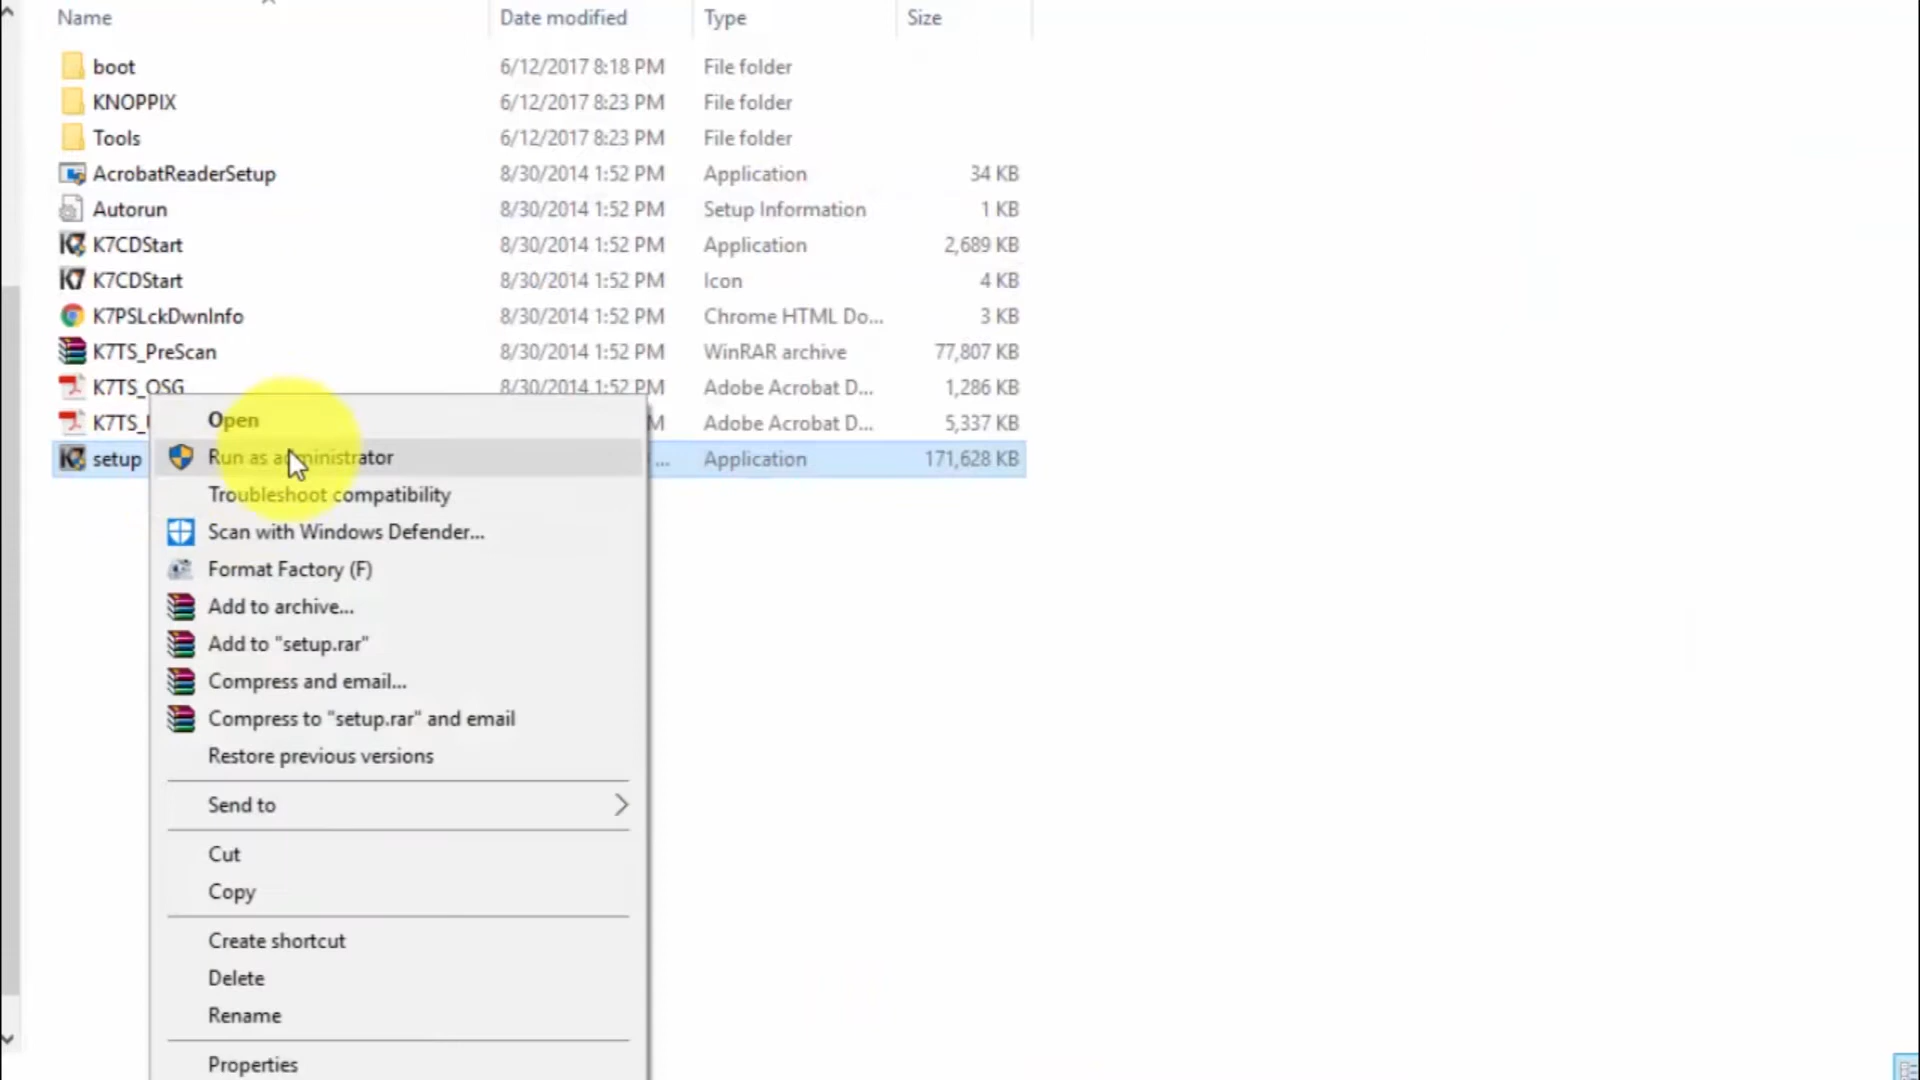 Name Date modified Type Size
boot 6/12/2017 8:18 PM File folder
KNOPPIX 6/12/2017 8:23 PM File folder
Tools 6/12/2017 8:23 PM File folder
AcrobatReaderSetup 8/30/2014 1:52 PM Application 34 KB
Autorun 8/30/2014 1:52 PM Setup Information 1 KB
K7CDStart 8/30/2014 1:52 PM Application 2,689 KB
K7CDStart 8/30/2014 1:52 PM Icon 4 KB
K7PSLckDwnInfo 8/30/2014 1:52 PM Chrome HTML Do... 3 KB
K7TS_PreScan 8/30/2014 1:52 PM WinRAR archive 77,807 KB
K7TS_QSG 8/30/2014 1:52 PM Adobe Acrobat D... 1,286 KB
K7TS_ M Adobe Acrobat D... 5,337 KB
setup ... Application 171,628 KB
Open
Run as administrator
Troubleshoot compatibility
Scan with Windows Defender...
Format Factory (F)
Add to archive...
Add to "setup.rar"
Compress and email...
Compress to "setup.rar" and email
Restore previous versions
Send to
Cut
Copy
Create shortcut
Delete
Rename
Properties